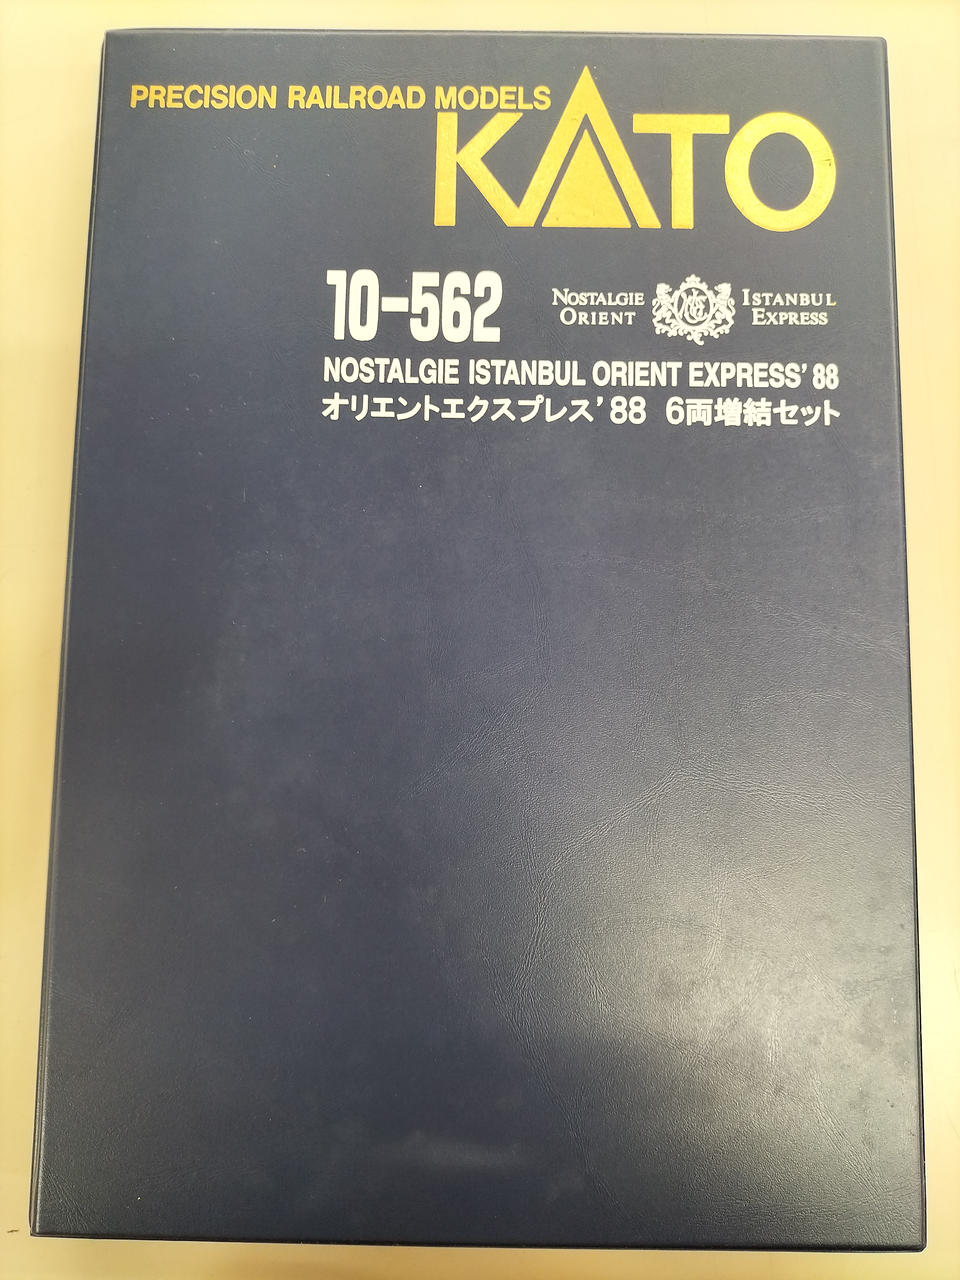 PRECISION RAILROAD MODELS
KATO
10-562
NOSTALGIE ISTANBUL
ORIENT EXPRESS
NOSTALGIE ISTANBUL ORIENT EXPRESS'88
オリエントエクスプレス'88 6両増結セット